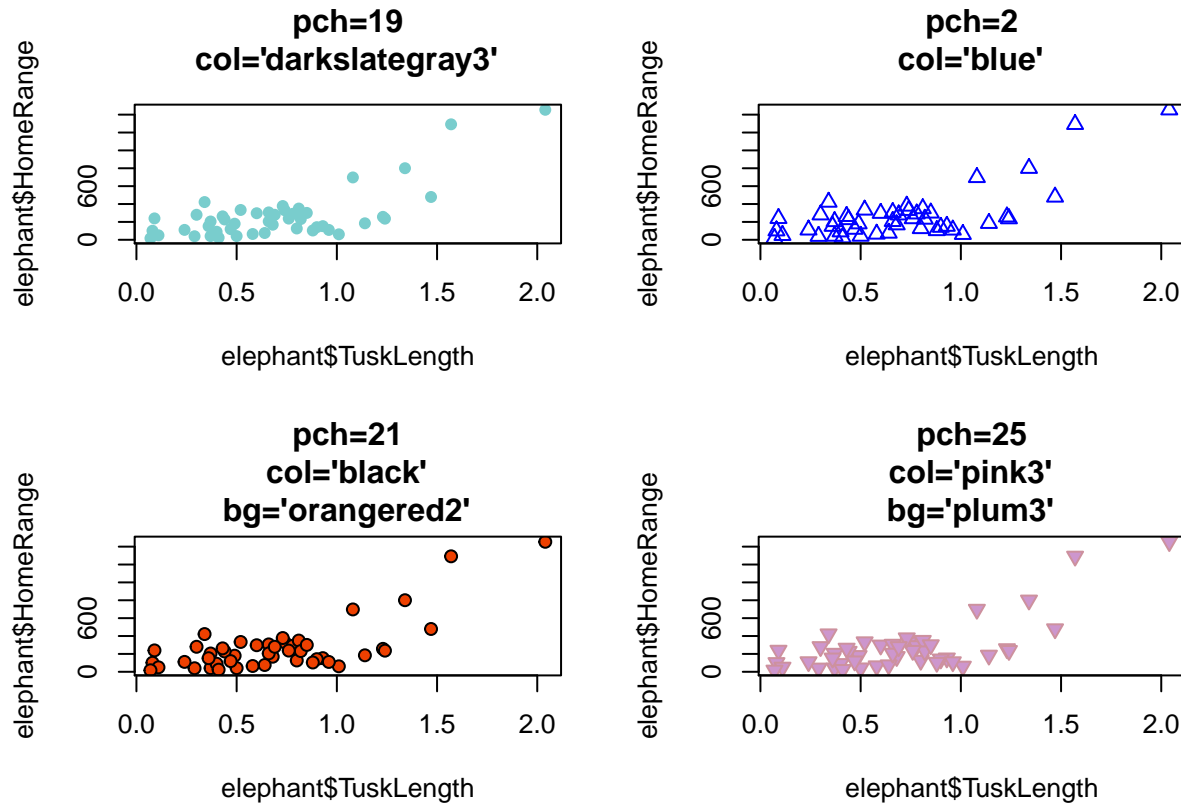 pch=19
col='darkslategray3'
elephant$HomeRange
600
0
0.0 0.5 1.0 1.5 2.0
elephant$TuskLength
pch=2
col='blue'
elephant$HomeRange
600
0
0.0 0.5 1.0 1.5 2.0
elephant$TuskLength
pch=21
col='black'
bg='orangered2'
elephant$HomeRange
600
0
0.0 0.5 1.0 1.5 2.0
elephant$TuskLength
pch=25
col='pink3'
bg='plum3'
elephant$HomeRange
600
0
0.0 0.5 1.0 1.5 2.0
elephant$TuskLength